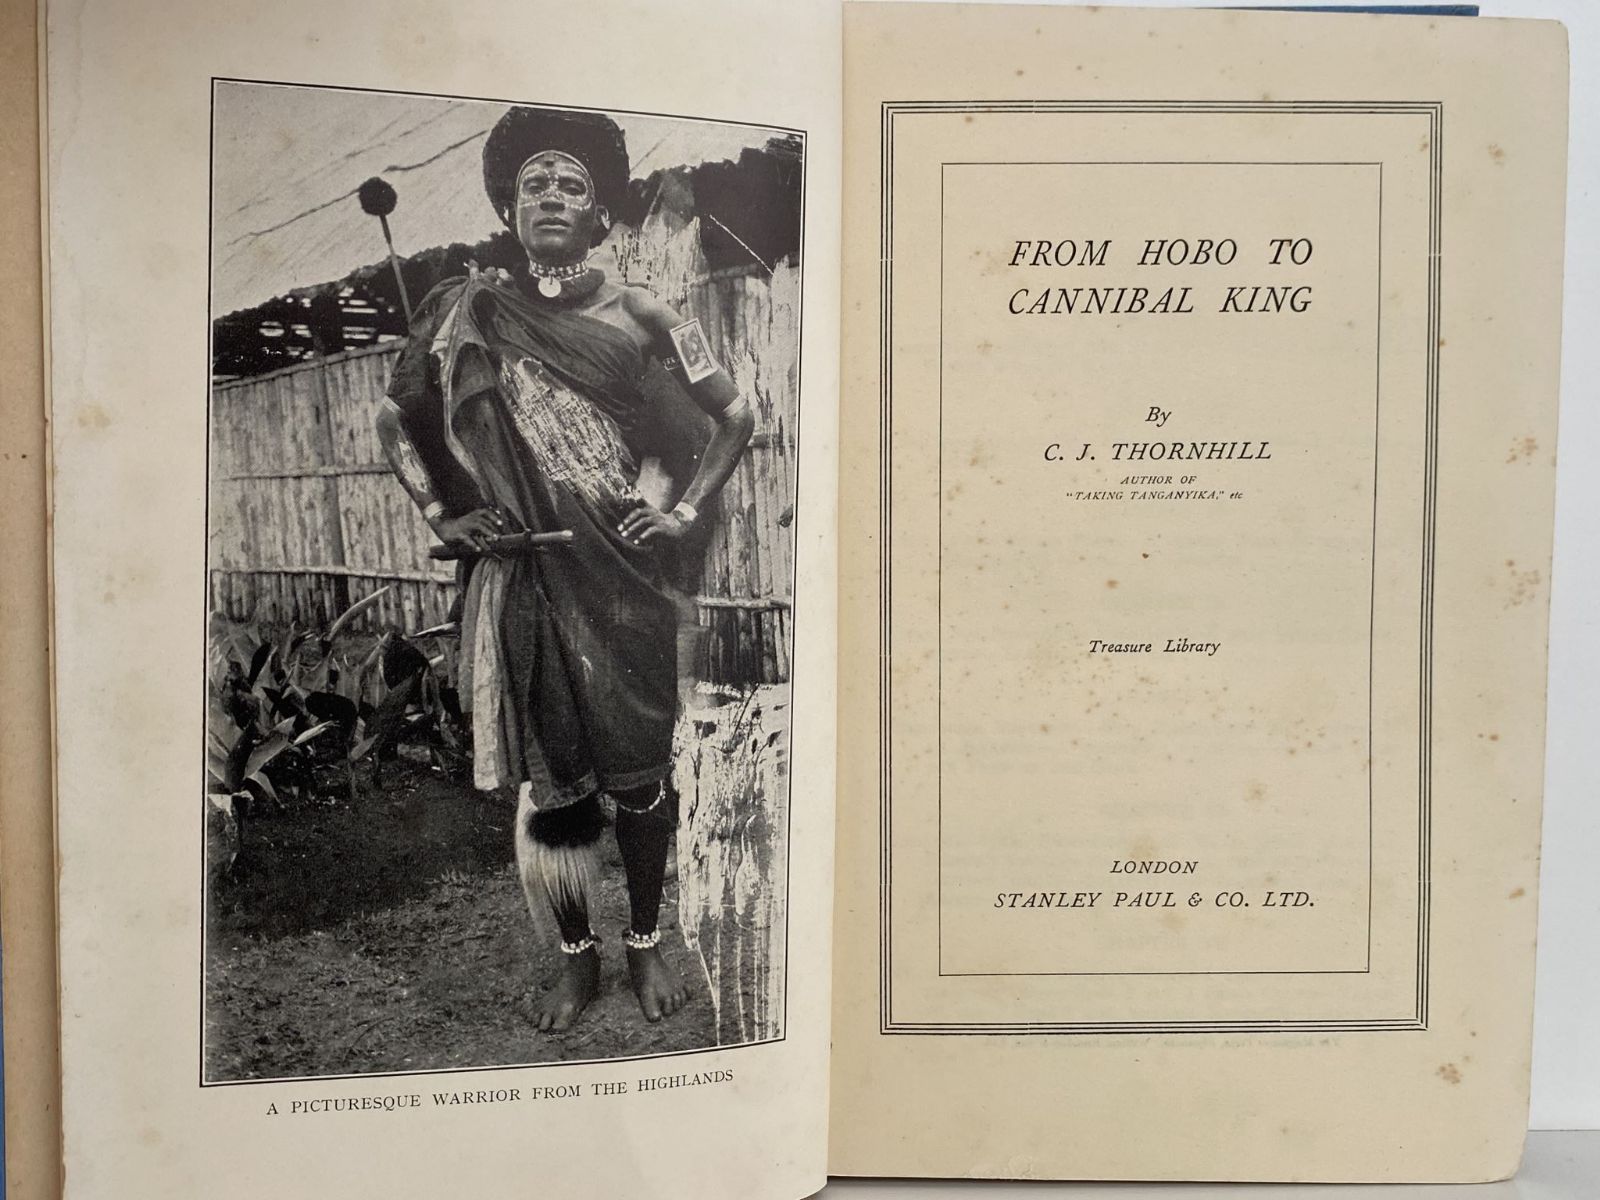 A PICTURESQUE WARRIOR FROM THE HIGHLANDS
FROM HOBO TO
CANNIBAL KING
By
C. J. THORNHILL
AUTHOR OF
"TAKING TANGANYIKA," etc
Treasure Library
LONDON
STANLEY PAUL & CO. LTD.